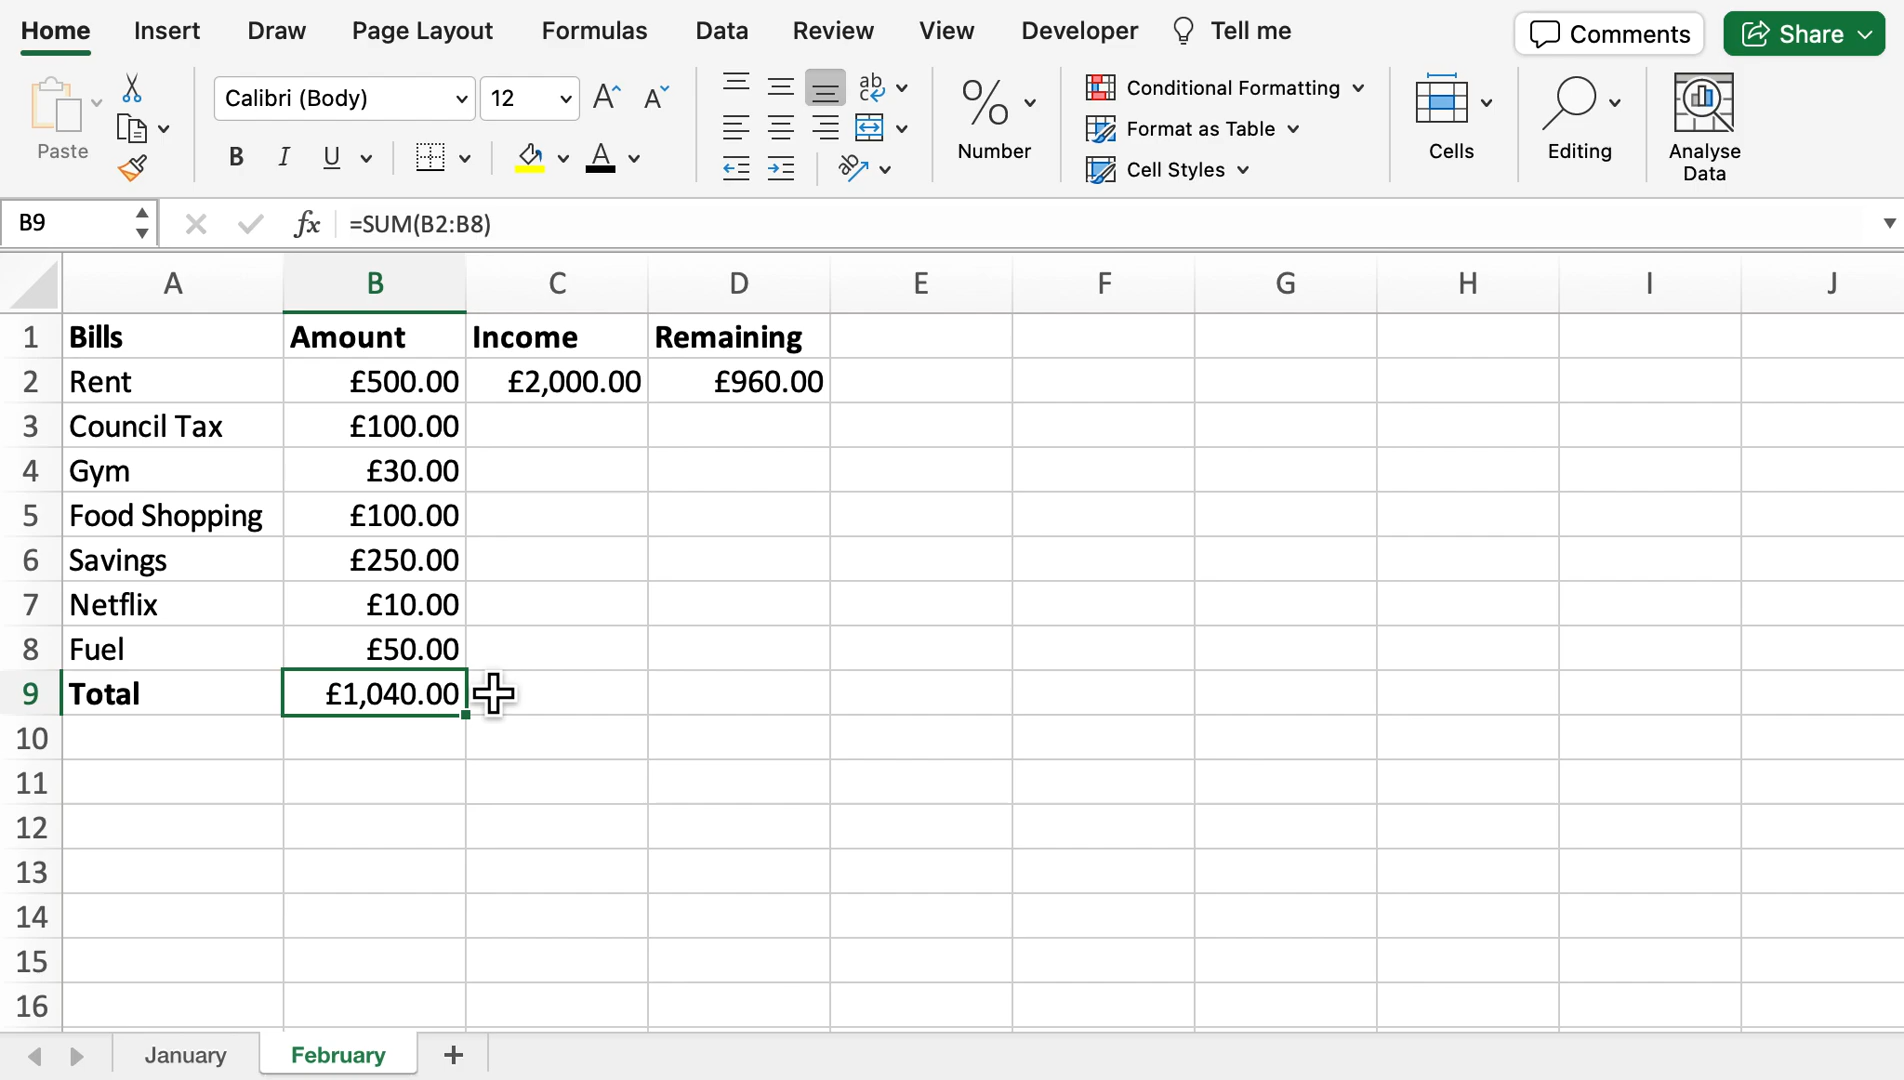 Home Insert Draw Page Layout Formulas Data Review View Developer Tell me Comments Share
Paste
Calibri (Body) 12
B I U A
ab
c
%
Number
Conditional Formatting
Format as Table
Cell Styles
Cells
Editing
Analyse
Data
B9 fx =SUM(B2:B8)
A B C D E F G H I J
1 Bills Amount Income Remaining
2 Rent £500.00 £2,000.00 £960.00
3 Council Tax £100.00
4 Gym £30.00
5 Food Shopping £100.00
6 Savings £250.00
7 Netflix £10.00
8 Fuel £50.00
9 Total £1,040.00
10
11
12
13
14
15
16
January February +